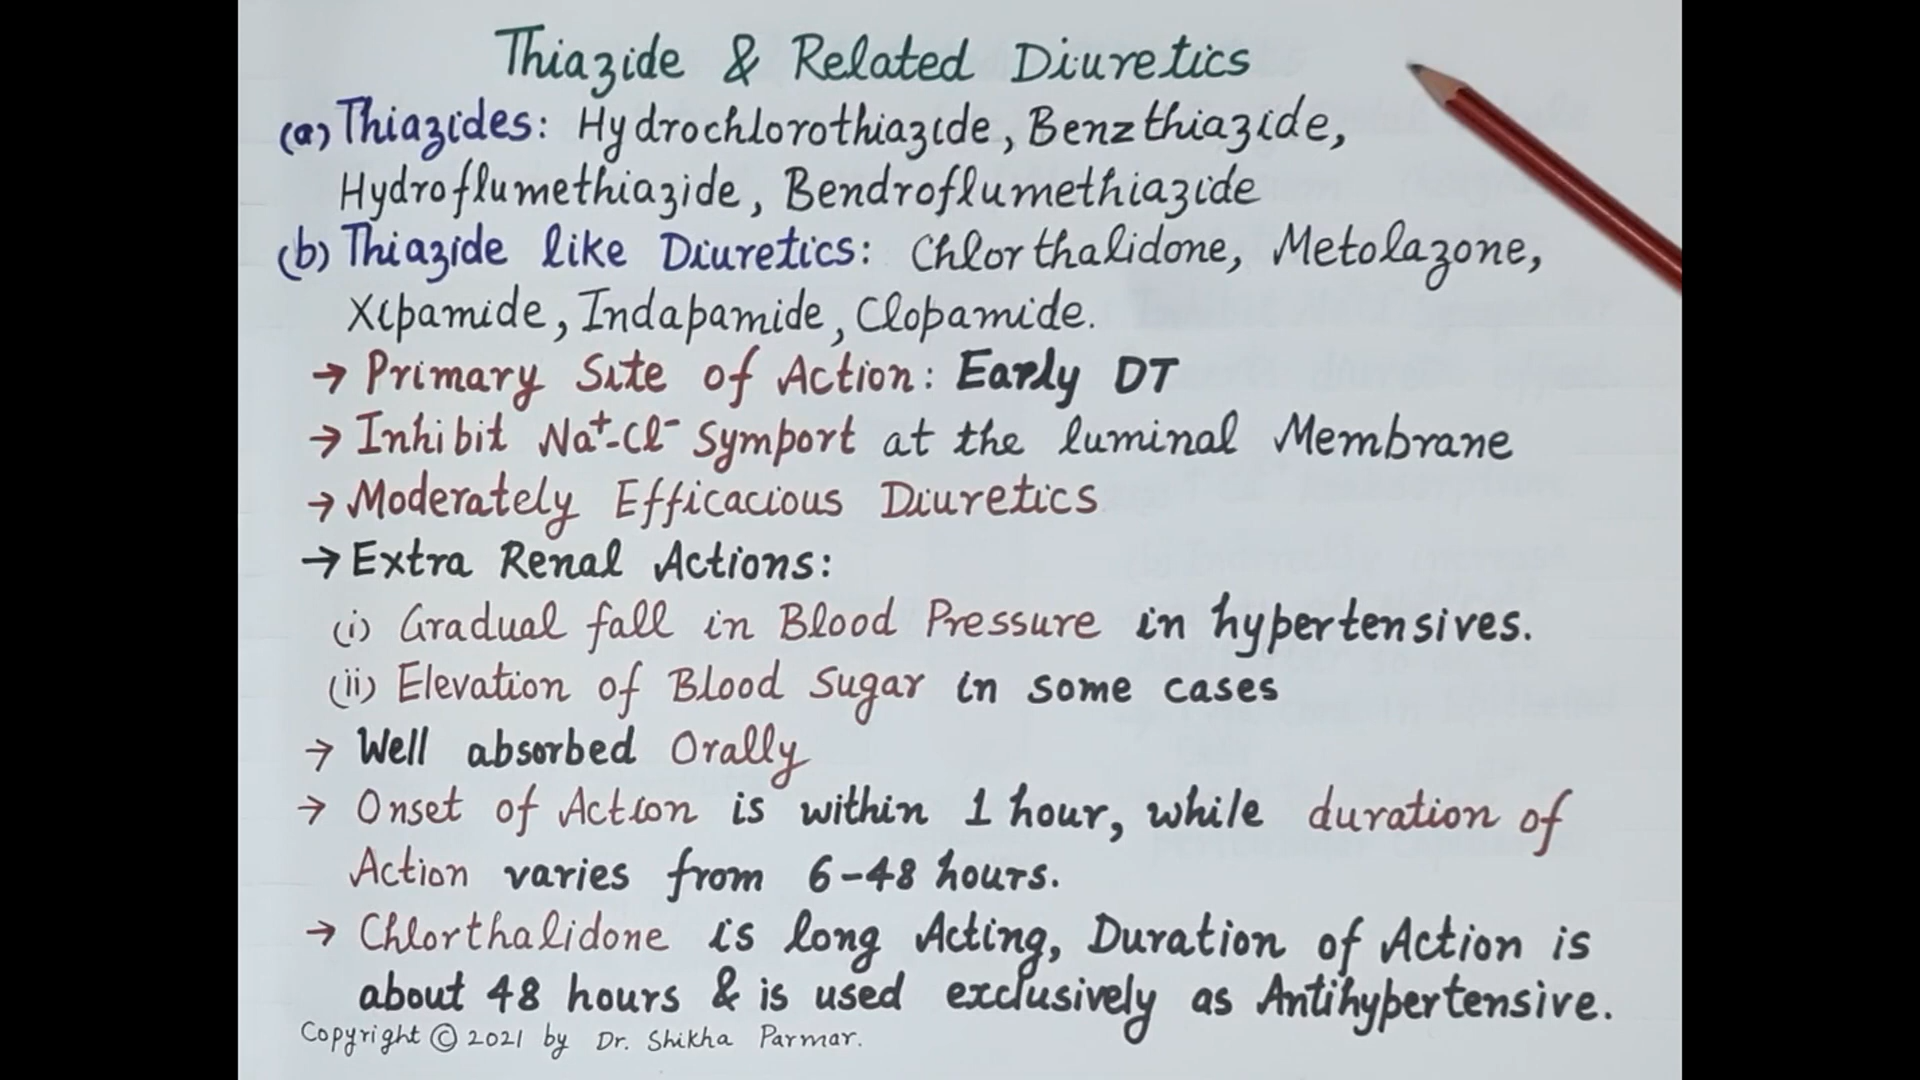 Thiazide & Related Diuretics
(a) Thiazides: Hydrochlorothiazide, Benzthiazide,
Hydroflumethiazide, Bendroflumethiazide
(b) Thiazide like Diuretics: Chlorthalidone, Metolazone,
Xipamide, Indapamide, Clopamide.
→ Primary Site of Action: Early DT
→ Inhibit Na⁺-Cl⁻ Symport at the luminal Membrane
→ Moderately Efficacious Diuretics
→ Extra Renal Actions:
(i) Gradual fall in Blood Pressure in hypertensives.
(ii) Elevation of Blood Sugar in some cases
→ Well absorbed Orally
→ Onset of Action is within 1 hour, while duration of
Action varies from 6-48 hours.
→ Chlorthalidone is long Acting, Duration of Action is
about 48 hours & is used exclusively as Antihypertensive.
Copyright © 2021 by Dr. Shikha Parmar.